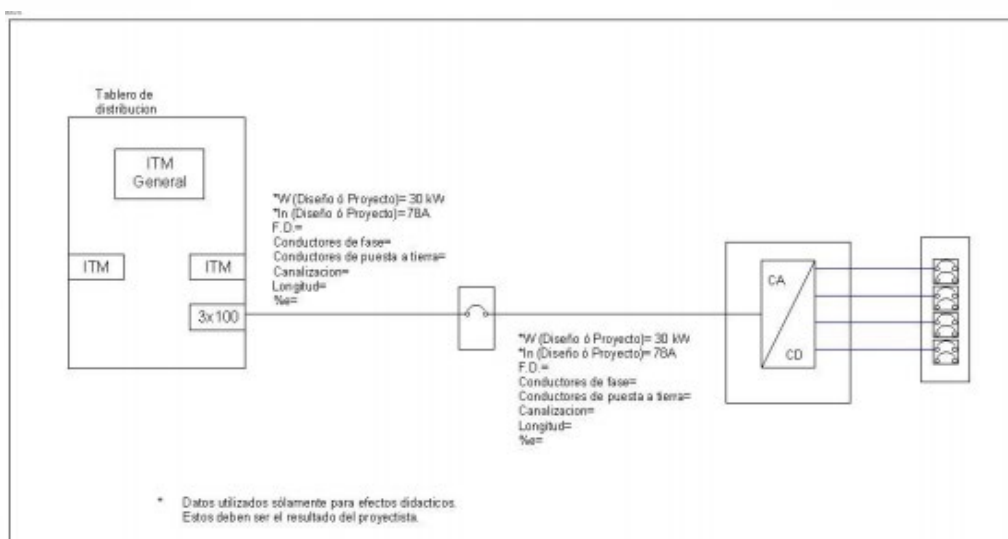 Tablero de
distribucion
ITM
General
ITM
ITM
3x100
*W (Diseño ó Proyecto)= 30 kW
*In (Diseño ó Proyecto)= 78A
F.D.=
Conductores de fase=
Conductores de puesta a tierra=
Canalizacion=
Longitud=
%e=
*W (Diseño ó Proyecto)= 30 kW
*In (Diseño ó Proyecto)= 78A
F.D.=
Conductores de fase=
Conductores de puesta a tierra=
Canalizacion=
Longitud=
%e=
CA
CD
* Datos utilizados sólamente para efectos didacticos.
Estos deben ser el resultado del proyectista.